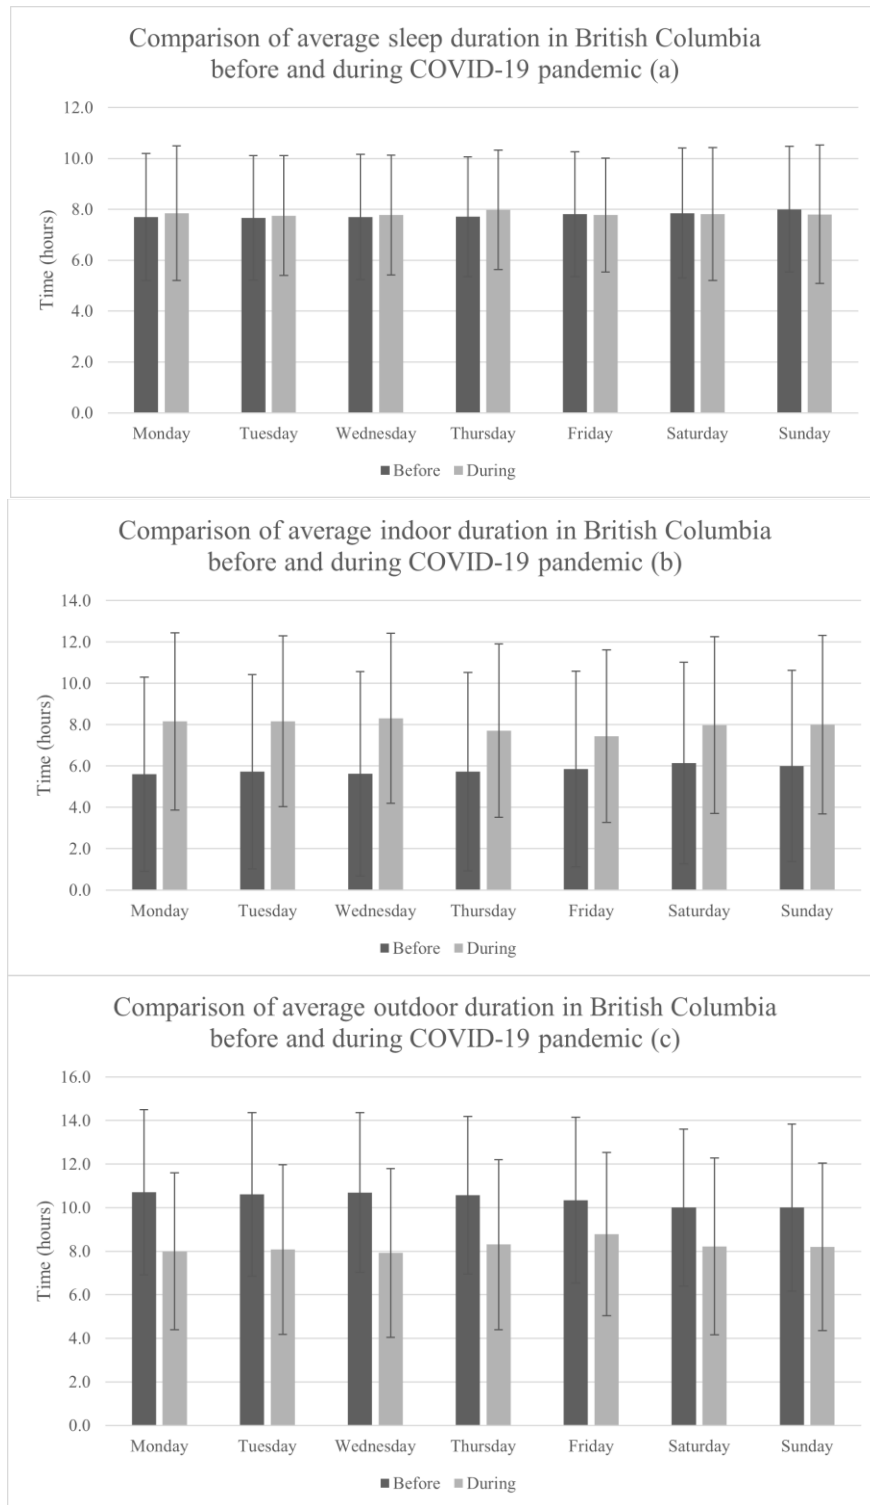 Comparison of average sleep duration in British Columbia
before and during COVID-19 pandemic (a)
12.0
10.0
8.0
6.0
4.0
2.0
0.0
Time (hours)
Monday Tuesday Wednesday Thursday Friday Saturday Sunday
Before During
Comparison of average indoor duration in British Columbia
before and during COVID-19 pandemic (b)
14.0
12.0
10.0
8.0
6.0
4.0
2.0
0.0
Time (hours)
Monday Tuesday Wednesday Thursday Friday Saturday Sunday
Before During
Comparison of average outdoor duration in British Columbia
before and during COVID-19 pandemic (c)
16.0
14.0
12.0
10.0
8.0
6.0
4.0
2.0
0.0
Time (hours)
Monday Tuesday Wednesday Thursday Friday Saturday Sunday
Before During